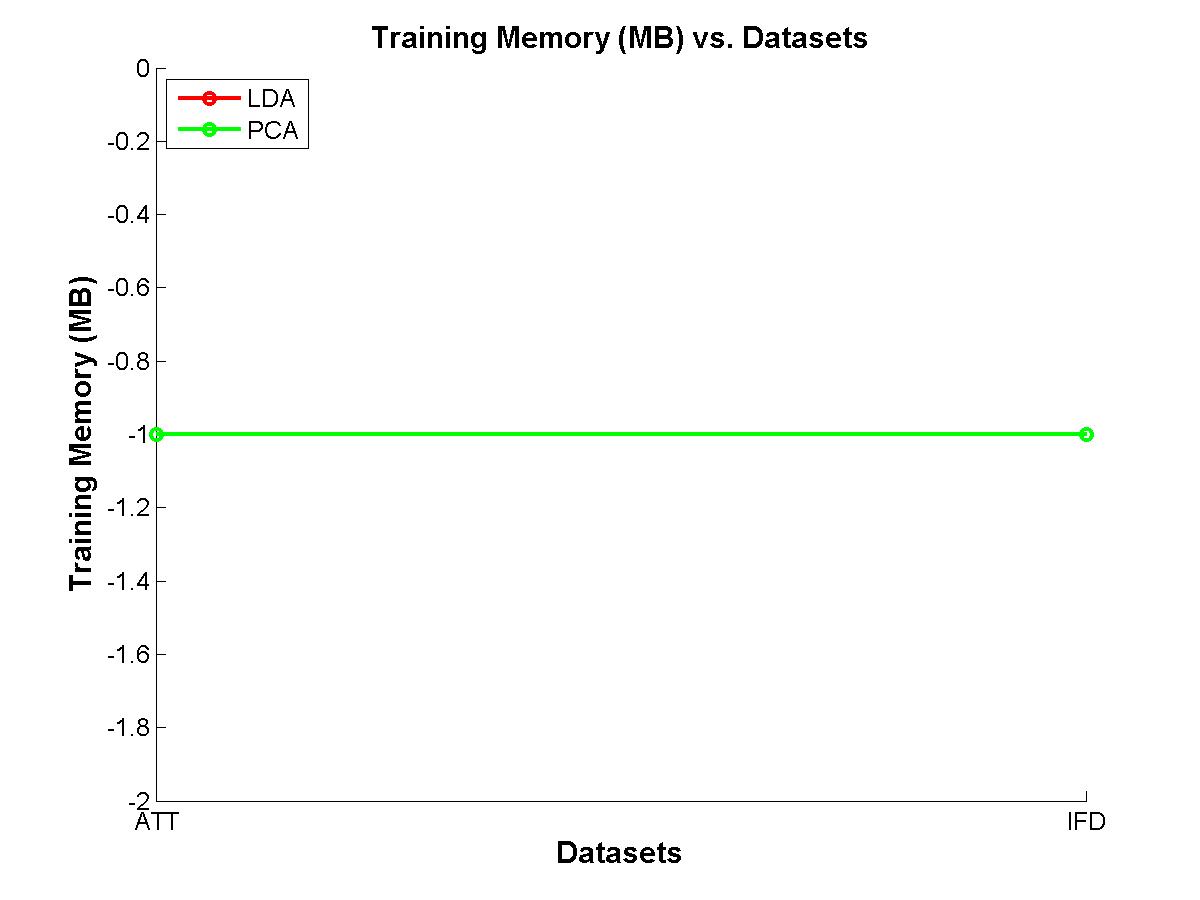 Training Memory (MB) vs. Datasets
LDA
PCA
0
-0.2
-0.4
-0.6
-0.8
-1
-1.2
-1.4
-1.6
-1.8
-2
Training Memory (MB)
ATT
IFD
Datasets